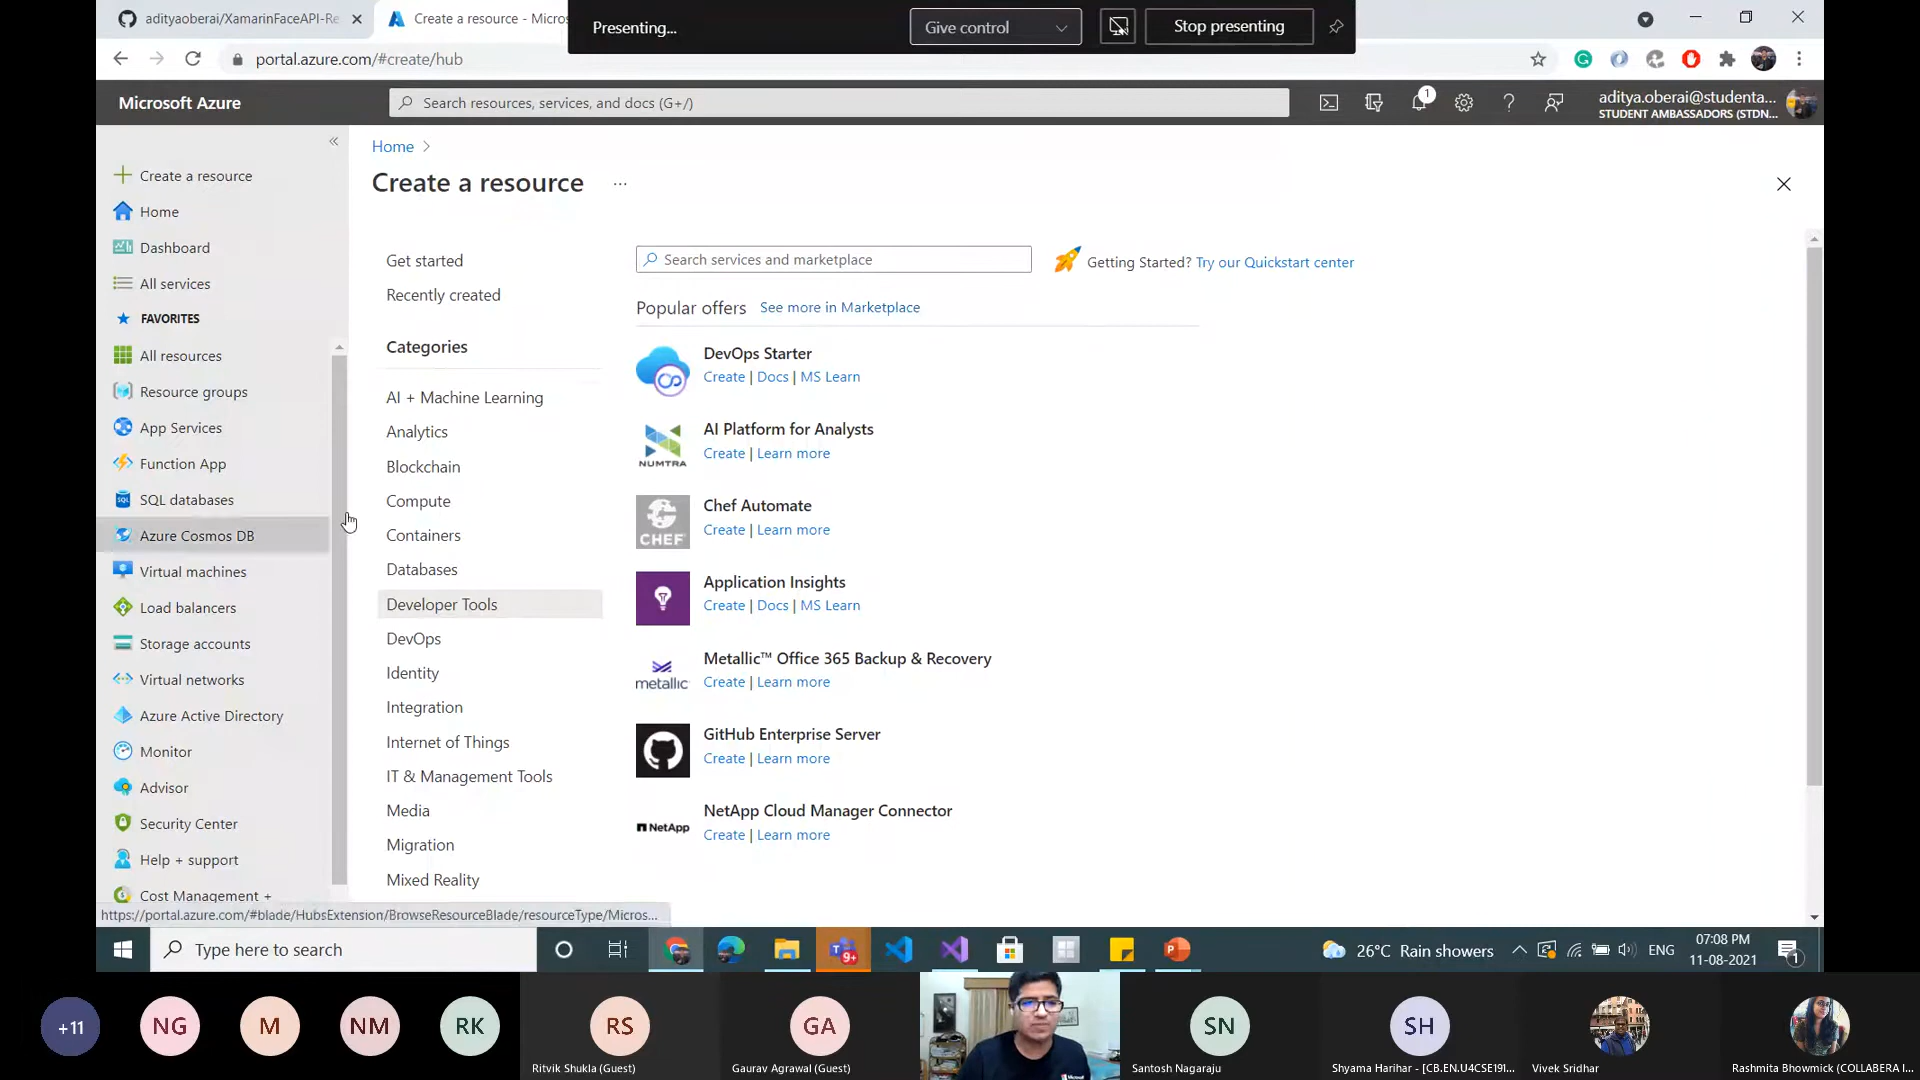 adityaoberai/XamarinFaceAPI-Re
Create a resource - Micros
Presenting...
Give control
Stop presenting
portal.azure.com/#create/hub
Microsoft Azure
Search resources, services, and docs (G+/)
1
aditya.oberai@studenta...
STUDENT AMBASSADORS (STDN...
Create a resource
Home
Dashboard
All services
FAVORITES
All resources
Resource groups
App Services
Function App
SQL databases
Azure Cosmos DB
Virtual machines
Load balancers
Storage accounts
Virtual networks
Azure Active Directory
Monitor
Advisor
Security Center
Help + support
Cost Management +
Home >
Create a resource
...
Get started
Recently created
Categories
AI + Machine Learning
Analytics
Blockchain
Compute
Containers
Databases
Developer Tools
DevOps
Identity
Integration
Internet of Things
IT & Management Tools
Media
Migration
Mixed Reality
Search services and marketplace
Getting Started? Try our Quickstart center
Popular offers See more in Marketplace
DevOps Starter
Create | Docs | MS Learn
NUMTRA
AI Platform for Analysts
Create | Learn more
CHEF
Chef Automate
Create | Learn more
Application Insights
Create | Docs | MS Learn
metallic
Metallic™ Office 365 Backup & Recovery
Create | Learn more
GitHub Enterprise Server
Create | Learn more
NetApp
NetApp Cloud Manager Connector
Create | Learn more
https://portal.azure.com/#blade/HubsExtension/BrowseResourceBlade/resourceType/Micros...
Type here to search
9+
26°C Rain showers
ENG
07:08 PM
11-08-2021
1
+11
NG
M
NM
RK
RS
Ritvik Shukla (Guest)
GA
Gaurav Agrawal (Guest)
SN
Santosh Nagaraju
SH
Shyama Harihar - [CB.EN.U4CSE191...
Vivek Sridhar
Rashmita Bhowmick (COLLABERA I...